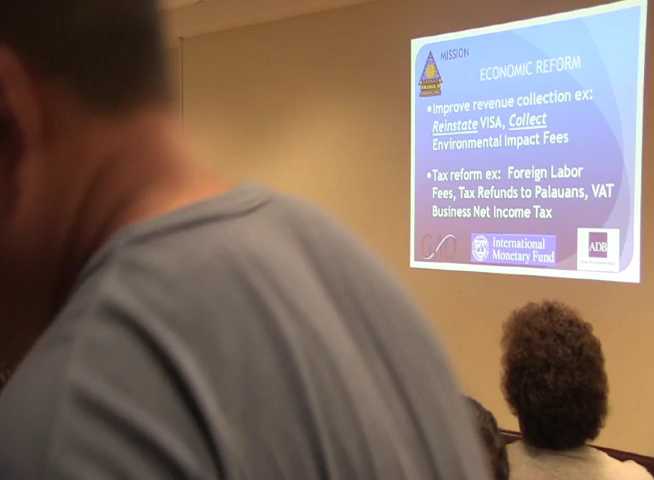 MISSION
ECONOMIC REFORM
•Improve revenue collection ex:
Reinstate VISA, Collect
Environmental Impact Fees
•Tax reform ex: Foreign Labor
Fees, Tax Refunds to Palauans, VAT
Business Net Income Tax
International
Monetary Fund
ADB